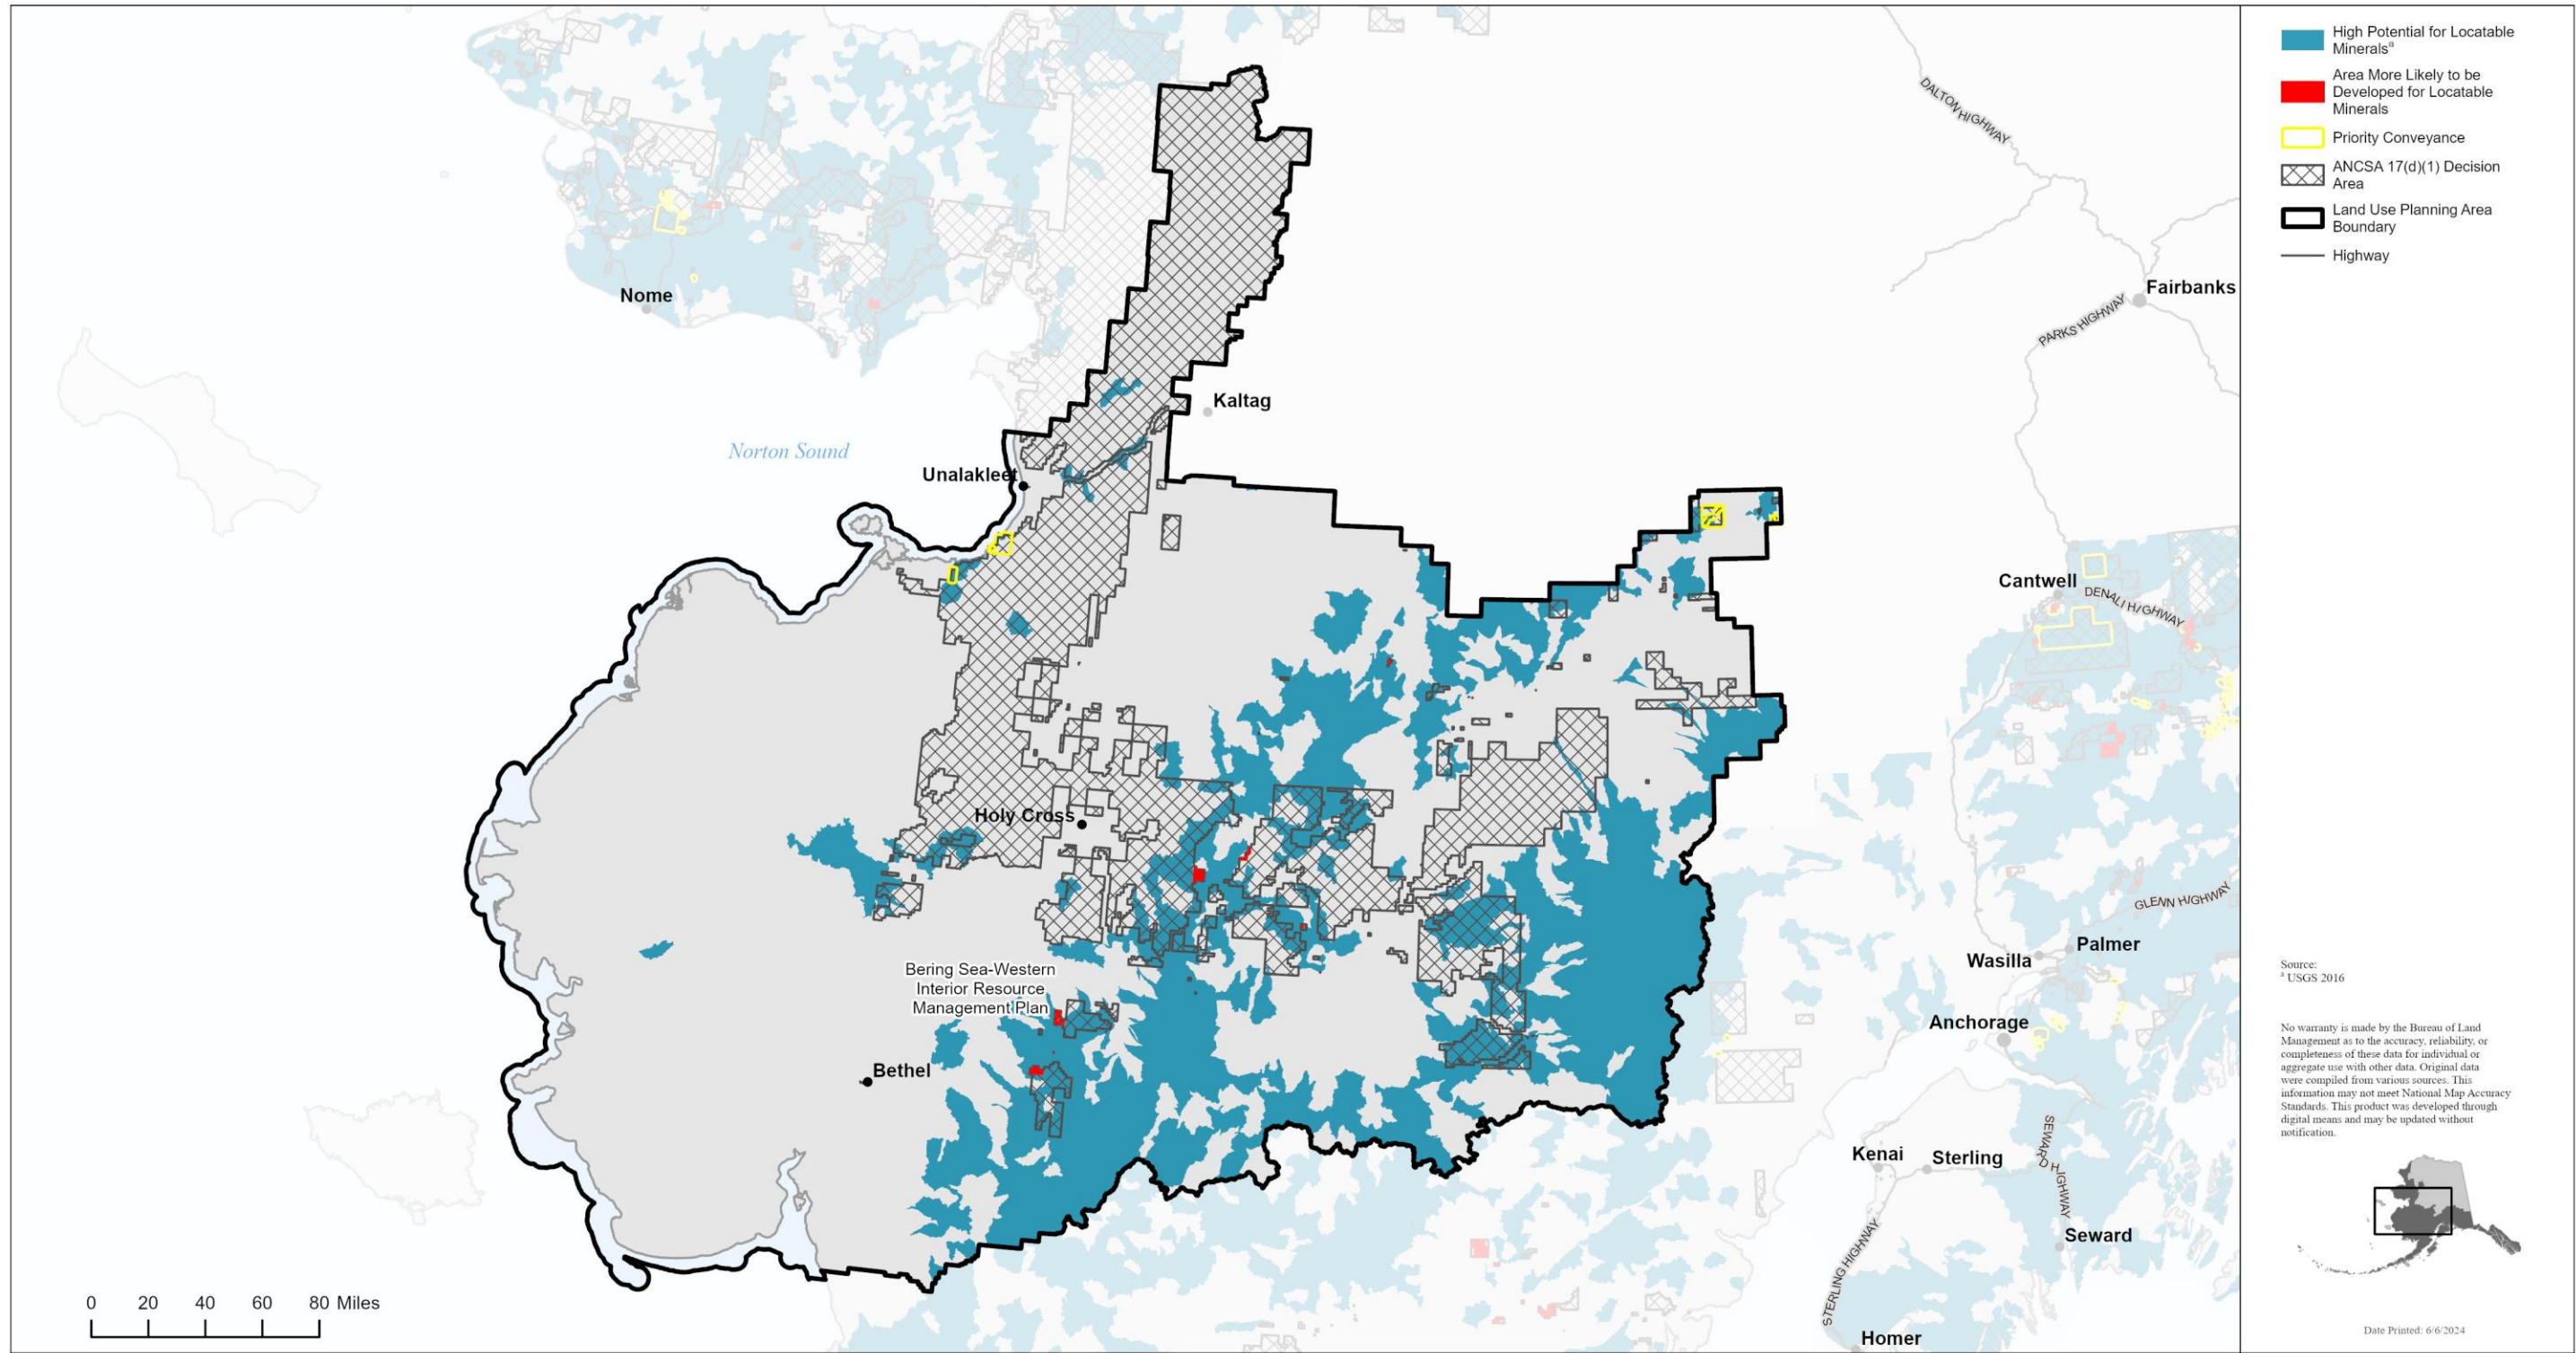 High Potential for Locatable
Minerals^a
Area More Likely to be
Developed for Locatable
Minerals
Priority Conveyance
ANCSA 17(d)(1) Decision
Area
Land Use Planning Area
Boundary
Highway
DALTON HIGHWAY
Fairbanks
PARKS HIGHWAY
Nome
Kaltag
Norton Sound
Unalakleet
Cantwell
DENALI HIGHWAY
Holy Cross
GLENN HIGHWAY
Palmer
Wasilla
Bering Sea-Western
Interior Resource
Management Plan
Anchorage
Bethel
SEWARD HIGHWAY
Kenai
Sterling
STERLING HIGHWAY
Seward
Homer
0 20 40 60 80 Miles
Source:
^a USGS 2016
No warranty is made by the Bureau of Land
Management as to the accuracy, reliability, or
completeness of these data for individual or
aggregate use with other data. Original data
were compiled from various sources. This
information may not meet National Map Accuracy
Standards. This product was developed through
digital means and may be updated without
notification.
Date Printed: 6/6/2024